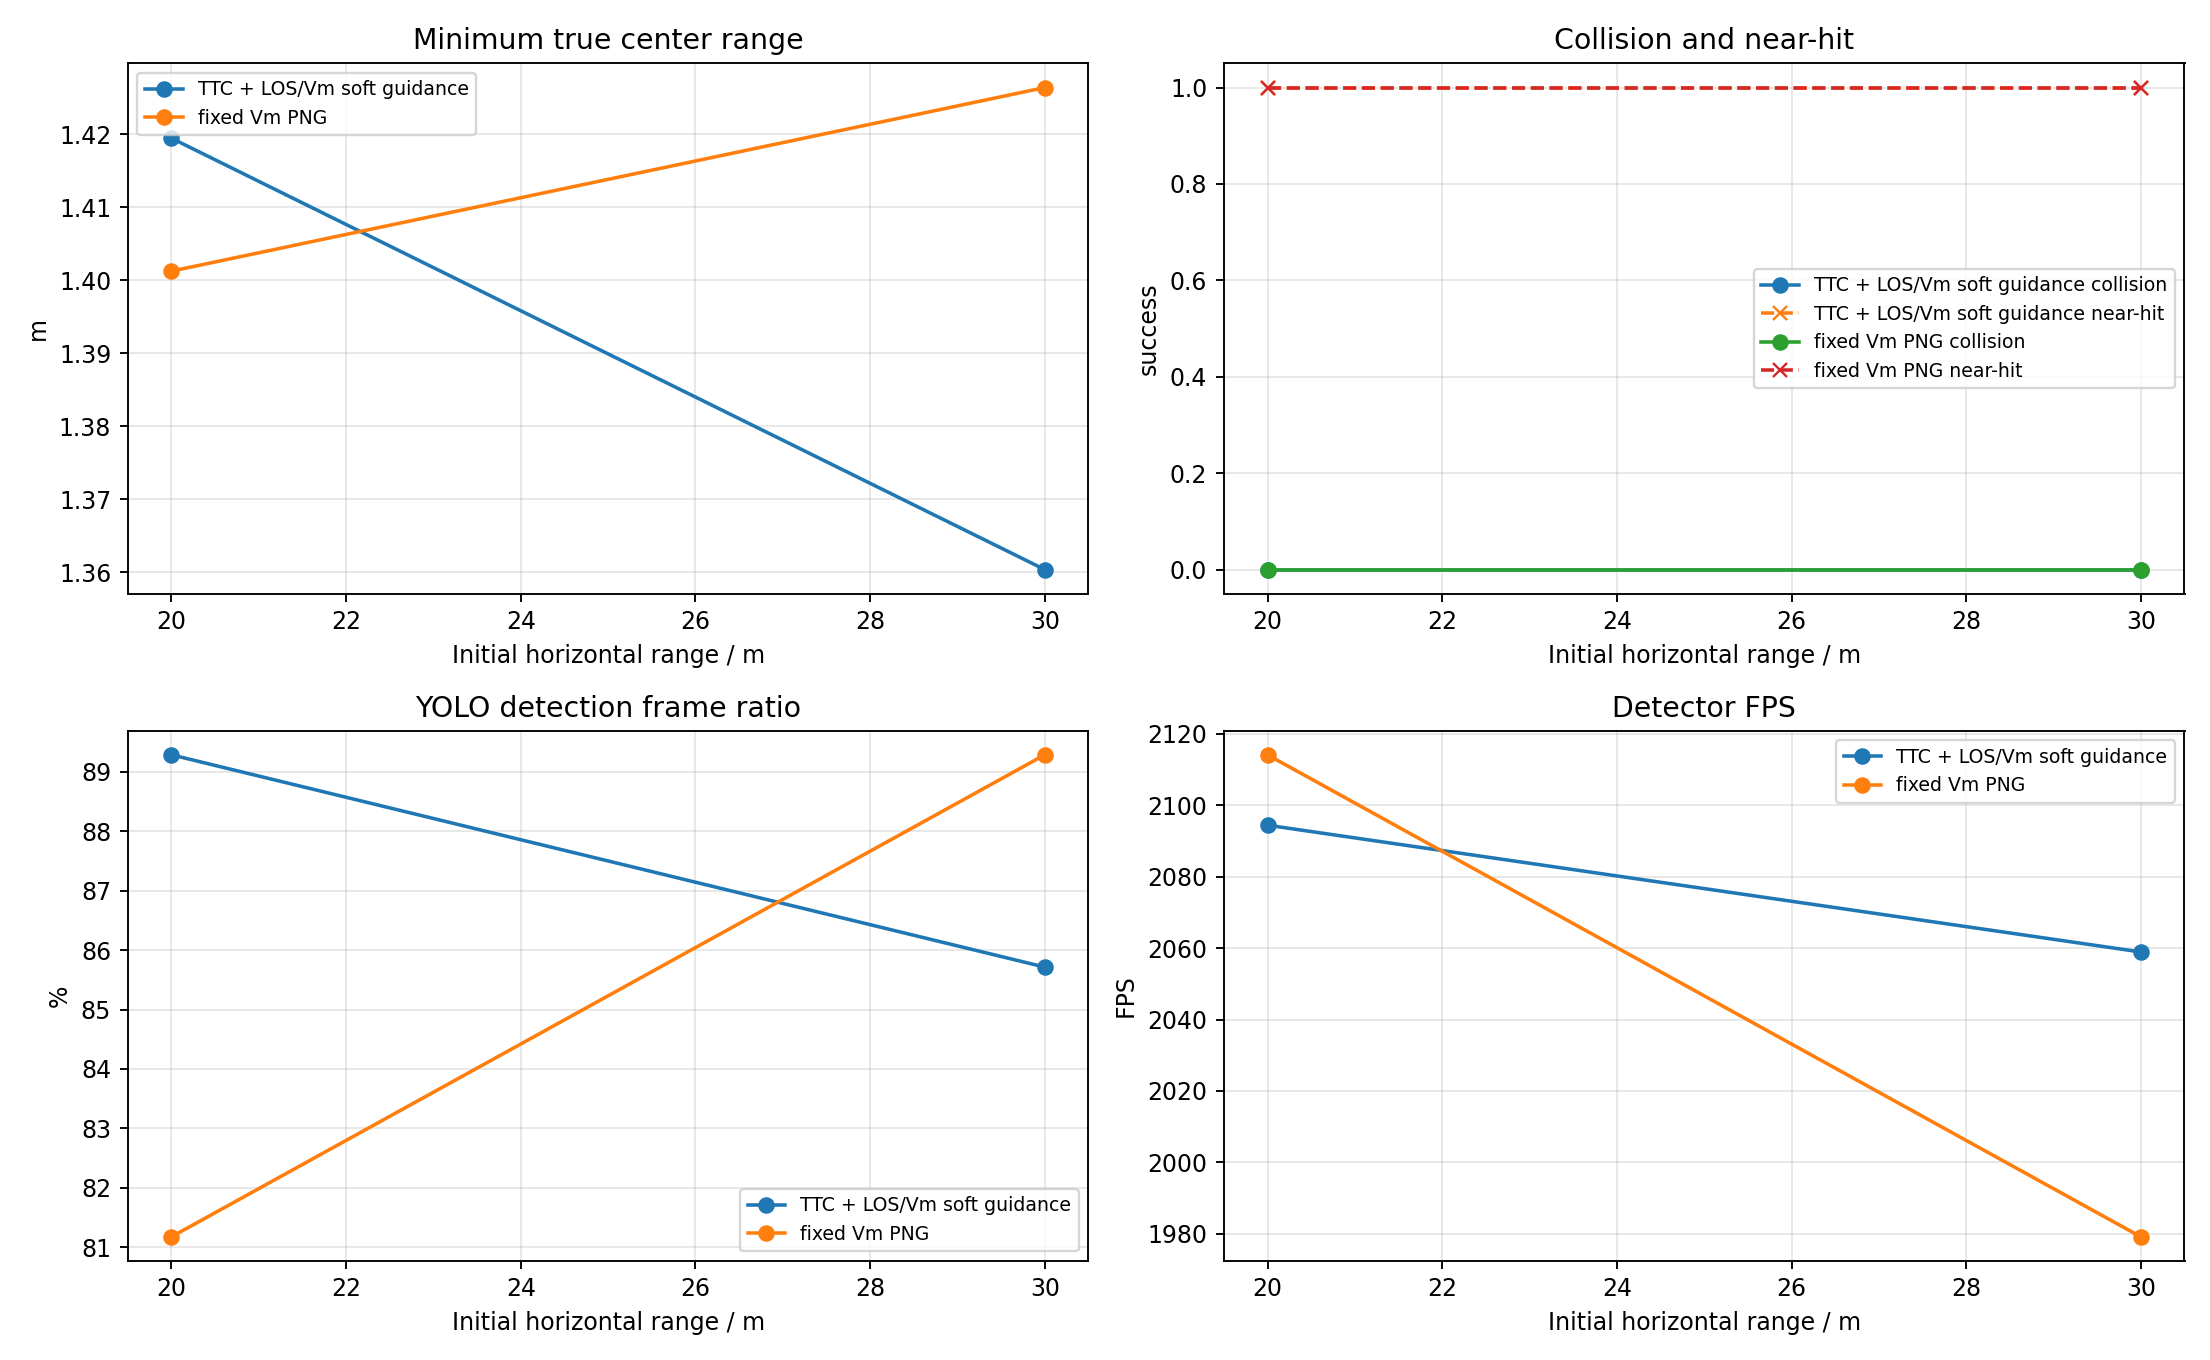 Minimum true center range
TTC + LOS/Vm soft guidance
fixed Vm PNG
1.42
1.41
1.40
1.39
1.38
1.37
1.36
m
20 22 24 26 28 30
Initial horizontal range / m
Collision and near-hit
1.0
0.8
0.6
0.4
0.2
0.0
success
TTC + LOS/Vm soft guidance collision
TTC + LOS/Vm soft guidance near-hit
fixed Vm PNG collision
fixed Vm PNG near-hit
20 22 24 26 28 30
Initial horizontal range / m
YOLO detection frame ratio
89
88
87
86
85
84
83
82
81
%
TTC + LOS/Vm soft guidance
fixed Vm PNG
20 22 24 26 28 30
Initial horizontal range / m
Detector FPS
2120
2100
2080
2060
2040
2020
2000
1980
FPS
TTC + LOS/Vm soft guidance
fixed Vm PNG
20 22 24 26 28 30
Initial horizontal range / m